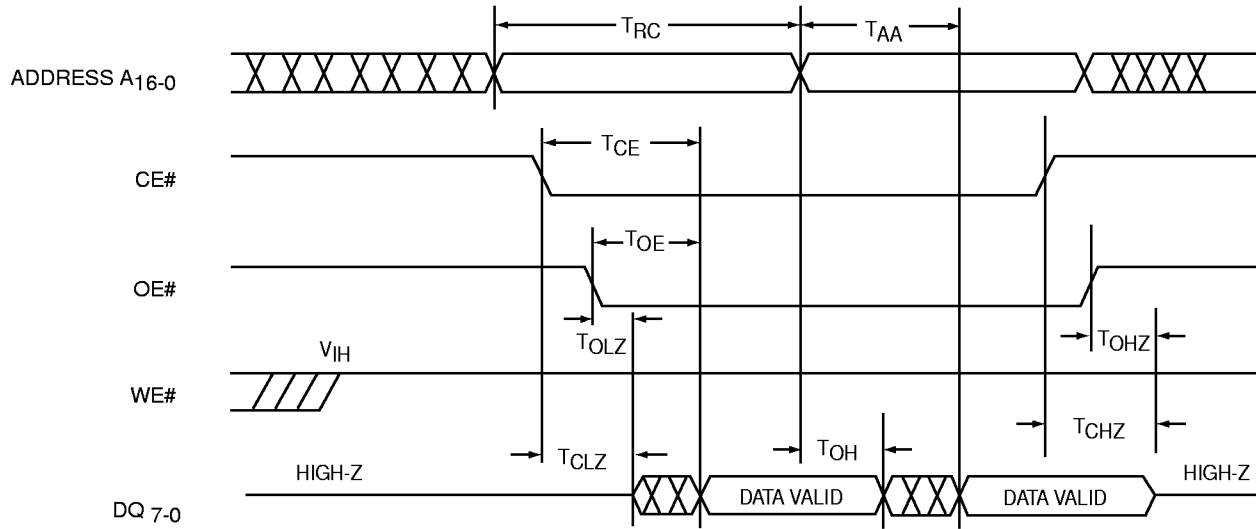 TRC
TAA
ADDRESS A16-0
TCE
CE#
TOE
OE#
TOLZ
TOHZ
VIH
WE#
TCHZ
TCLZ
TOH
HIGH-Z
HIGH-Z
DATA VALID
DATA VALID
DQ 7-0